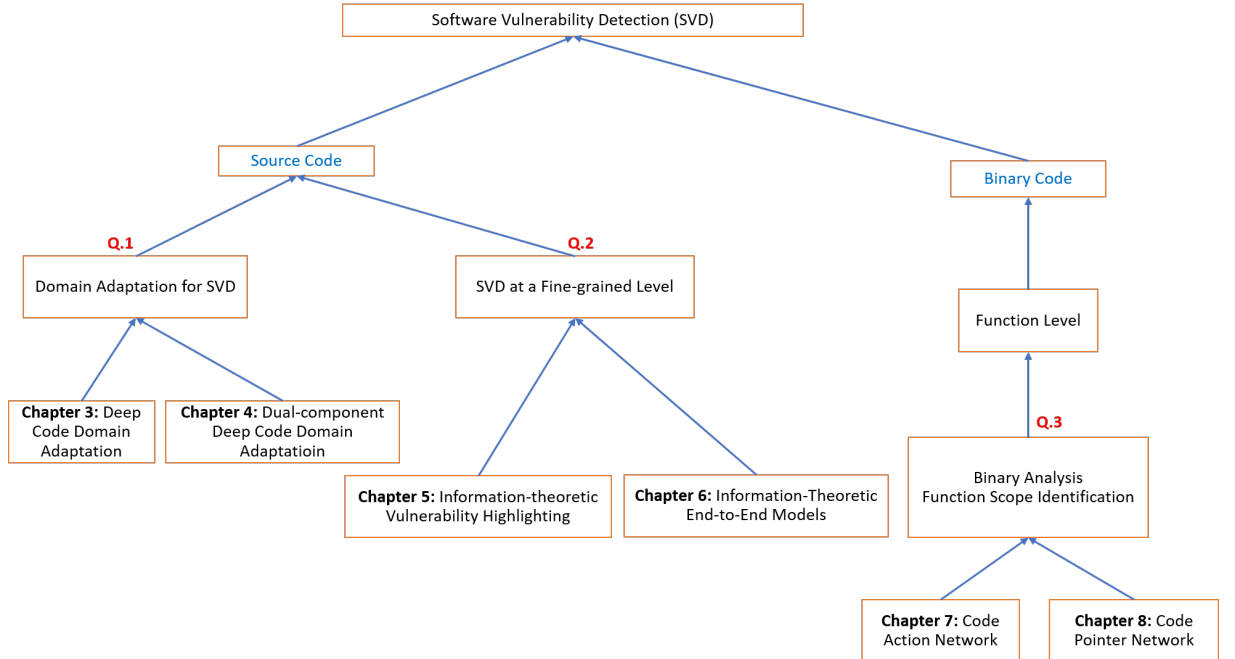 Software Vulnerability Detection (SVD)
Source Code
Binary Code
Q.1
Q.2
Domain Adaptation for SVD
SVD at a Fine-grained Level
Function Level
Chapter 3: Deep
Code Domain
Adaptation
Chapter 4: Dual-component
Deep Code Domain
Adaptatioin
Q.3
Binary Analysis
Function Scope Identification
Chapter 5: Information-theoretic
Vulnerability Highlighting
Chapter 6: Information-Theoretic
End-to-End Models
Chapter 7: Code
Action Network
Chapter 8: Code
Pointer Network